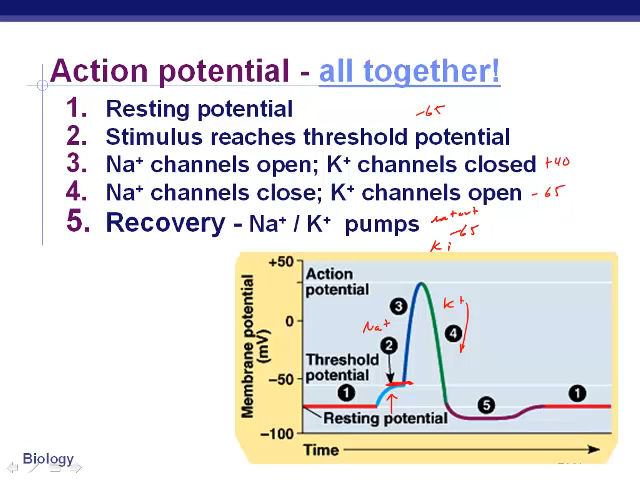 Action potential - all together!
1. Resting potential -65
2. Stimulus reaches threshold potential
3. Na+ channels open; K+ channels closed +40
4. Na+ channels close; K+ channels open -65
5. Recovery - Na+ / K+ pumps Na+ out
-65
K i
+50
Action
potential
K+
3
0
Na+
4
2
Membrane potential
(mV)
Threshold
potential
-50
1
5
1
Resting potential
-100
Time
Biology